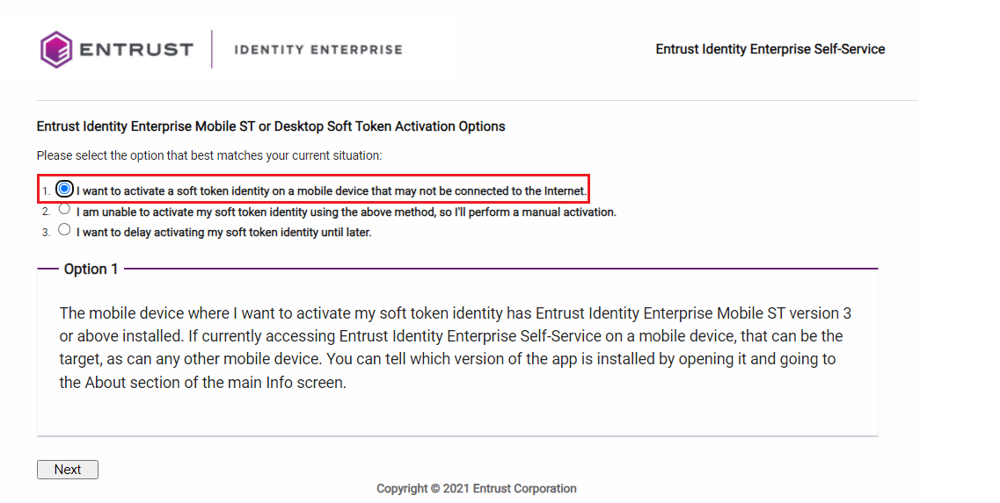 ENTRUST IDENTITY ENTERPRISE
Entrust Identity Enterprise Self-Service
Entrust Identity Enterprise Mobile ST or Desktop Soft Token Activation Options
Please select the option that best matches your current situation:
1. I want to activate a soft token identity on a mobile device that may not be connected to the Internet.
2. I am unable to activate my soft token identity using the above method, so I'll perform a manual activation.
3. I want to delay activating my soft token identity until later.
Option 1
The mobile device where I want to activate my soft token identity has Entrust Identity Enterprise Mobile ST version 3
or above installed. If currently accessing Entrust Identity Enterprise Self-Service on a mobile device, that can be the
target, as can any other mobile device. You can tell which version of the app is installed by opening it and going to
the About section of the main Info screen.
Next
Copyright © 2021 Entrust Corporation